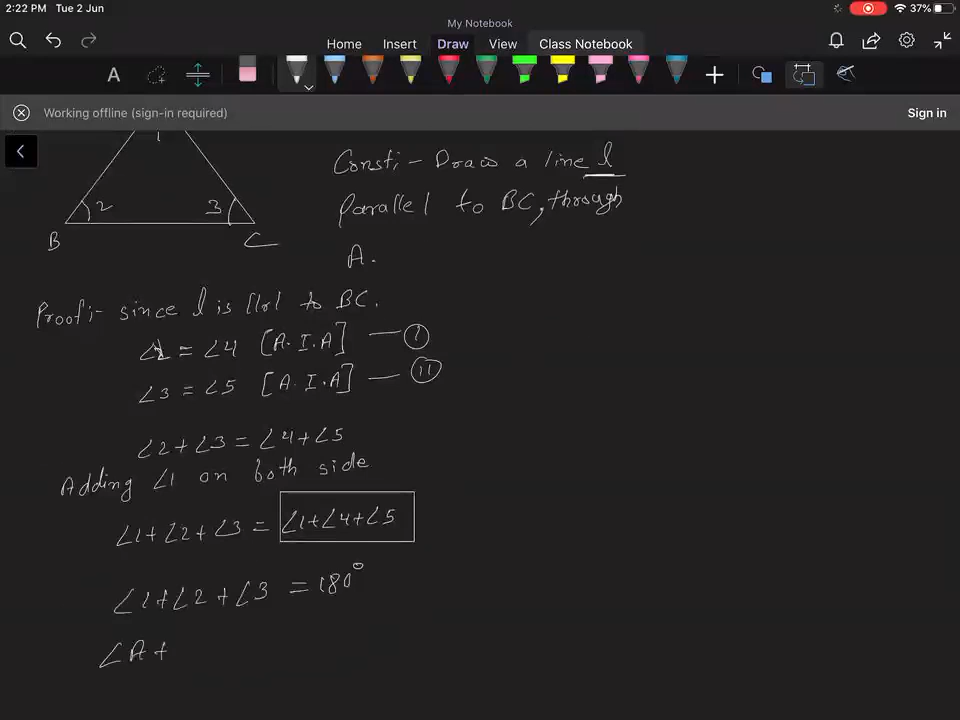 2:22 PM Tue 2 Jun
37%
My Notebook
Home Insert Draw View Class Notebook
A
Working offline (sign-in required)
Sign in
1
2 3
B C
Consti- Draw a line l
parallel to BC, through
A.
Proof:- since l is llrl to BC.
∠2 = ∠4 [A.I.A] — (i)
∠3 = ∠5 [A.I.A] — (ii)
∠2+∠3 = ∠4+∠5
Adding ∠1 on both side
∠1+∠2+∠3 = ∠1+∠4+∠5
∠1+∠2+∠3 = 180°
∠A+